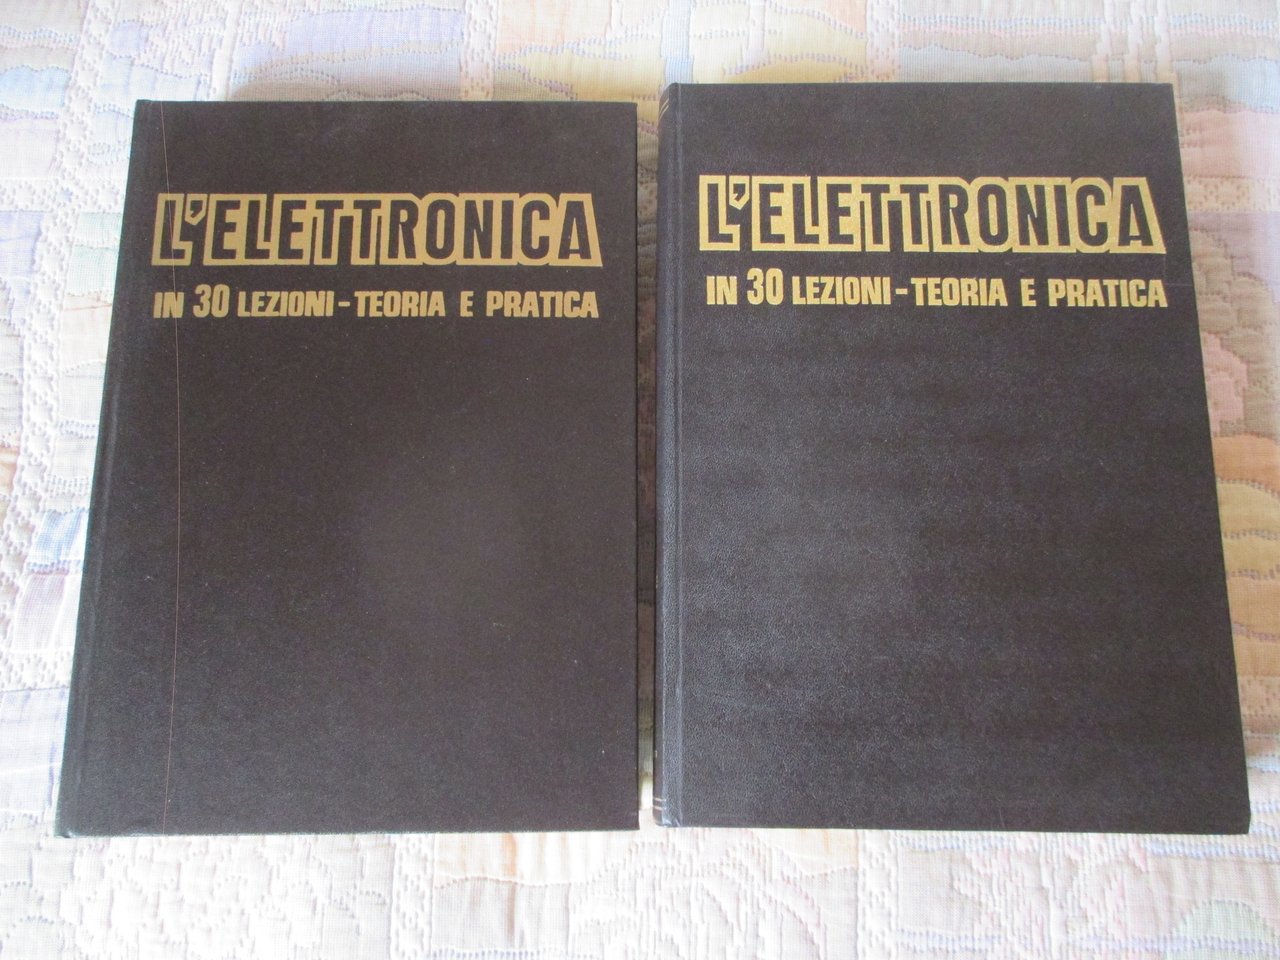 L'ELETTRONICA
IN 30 LEZIONI - TEORIA E PRATICA
L'ELETTRONICA
IN 30 LEZIONI - TEORIA E PRATICA